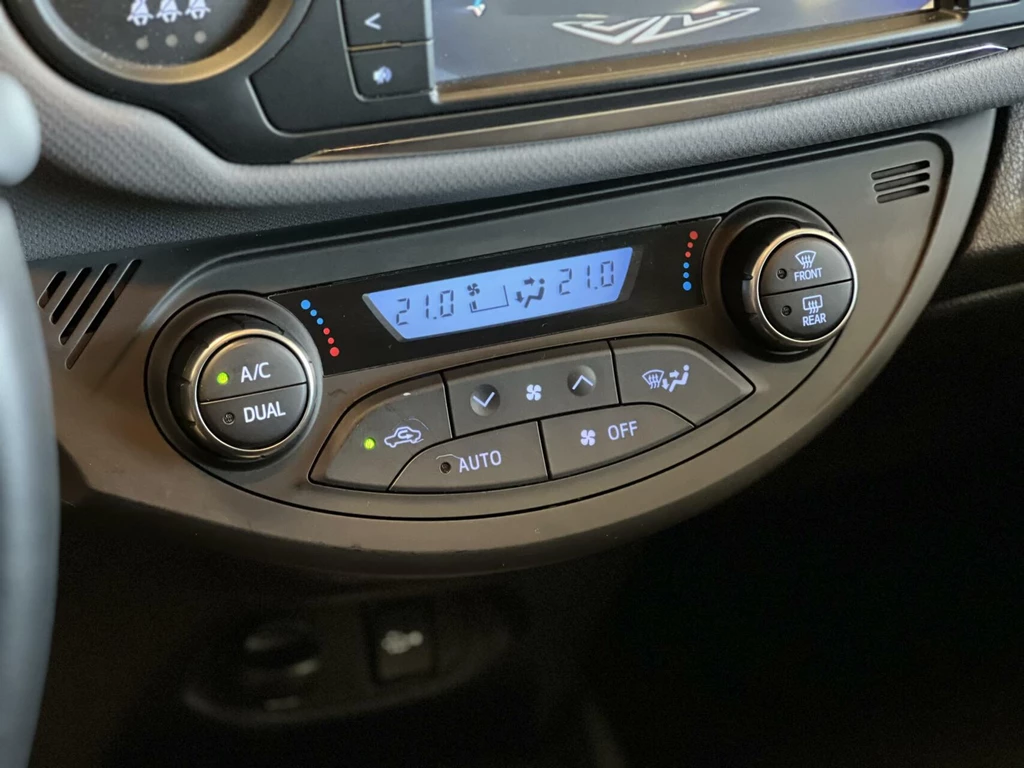 21.0 21.0
A/C
DUAL
AUTO
OFF
FRONT
REAR